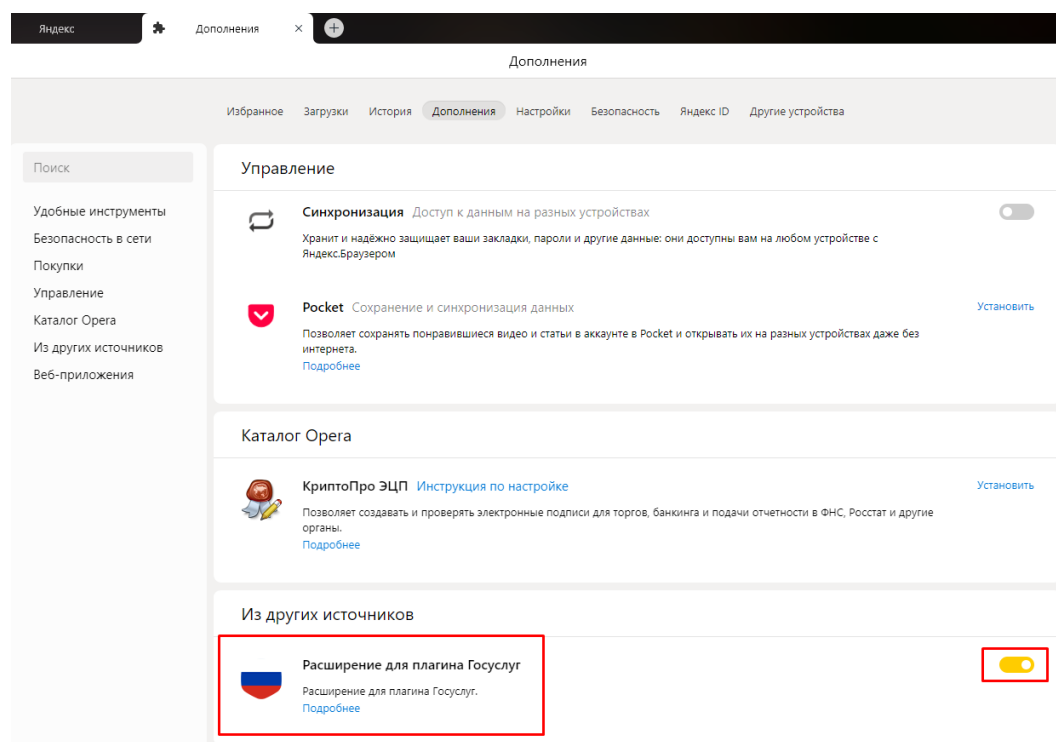 Яндекс
Дополнения
Дополнения
Избранное Загрузки История Дополнения Настройки Безопасность Яндекс ID Другие устройства
Поиск
Удобные инструменты
Безопасность в сети
Покупки
Управление
Каталог Opera
Из других источников
Веб-приложения
Управление
Синхронизация Доступ к данным на разных устройствах
Хранит и надёжно защищает ваши закладки, пароли и другие данные: они доступны вам на любом устройстве с
Яндекс.Браузером
Pocket Сохранение и синхронизация данных
Установить
Позволяет сохранять понравившиеся видео и статьи в аккаунте в Pocket и открывать их на разных устройствах даже без
интернета.
Подробнее
Каталог Opera
КриптоПро ЭЦП Инструкция по настройке
Установить
Позволяет создавать и проверять электронные подписи для торгов, банкинга и подачи отчетности в ФНС, Росстат и другие
органы.
Подробнее
Из других источников
Расширение для плагина Госуслуг
Расширение для плагина Госуслуг.
Подробнее